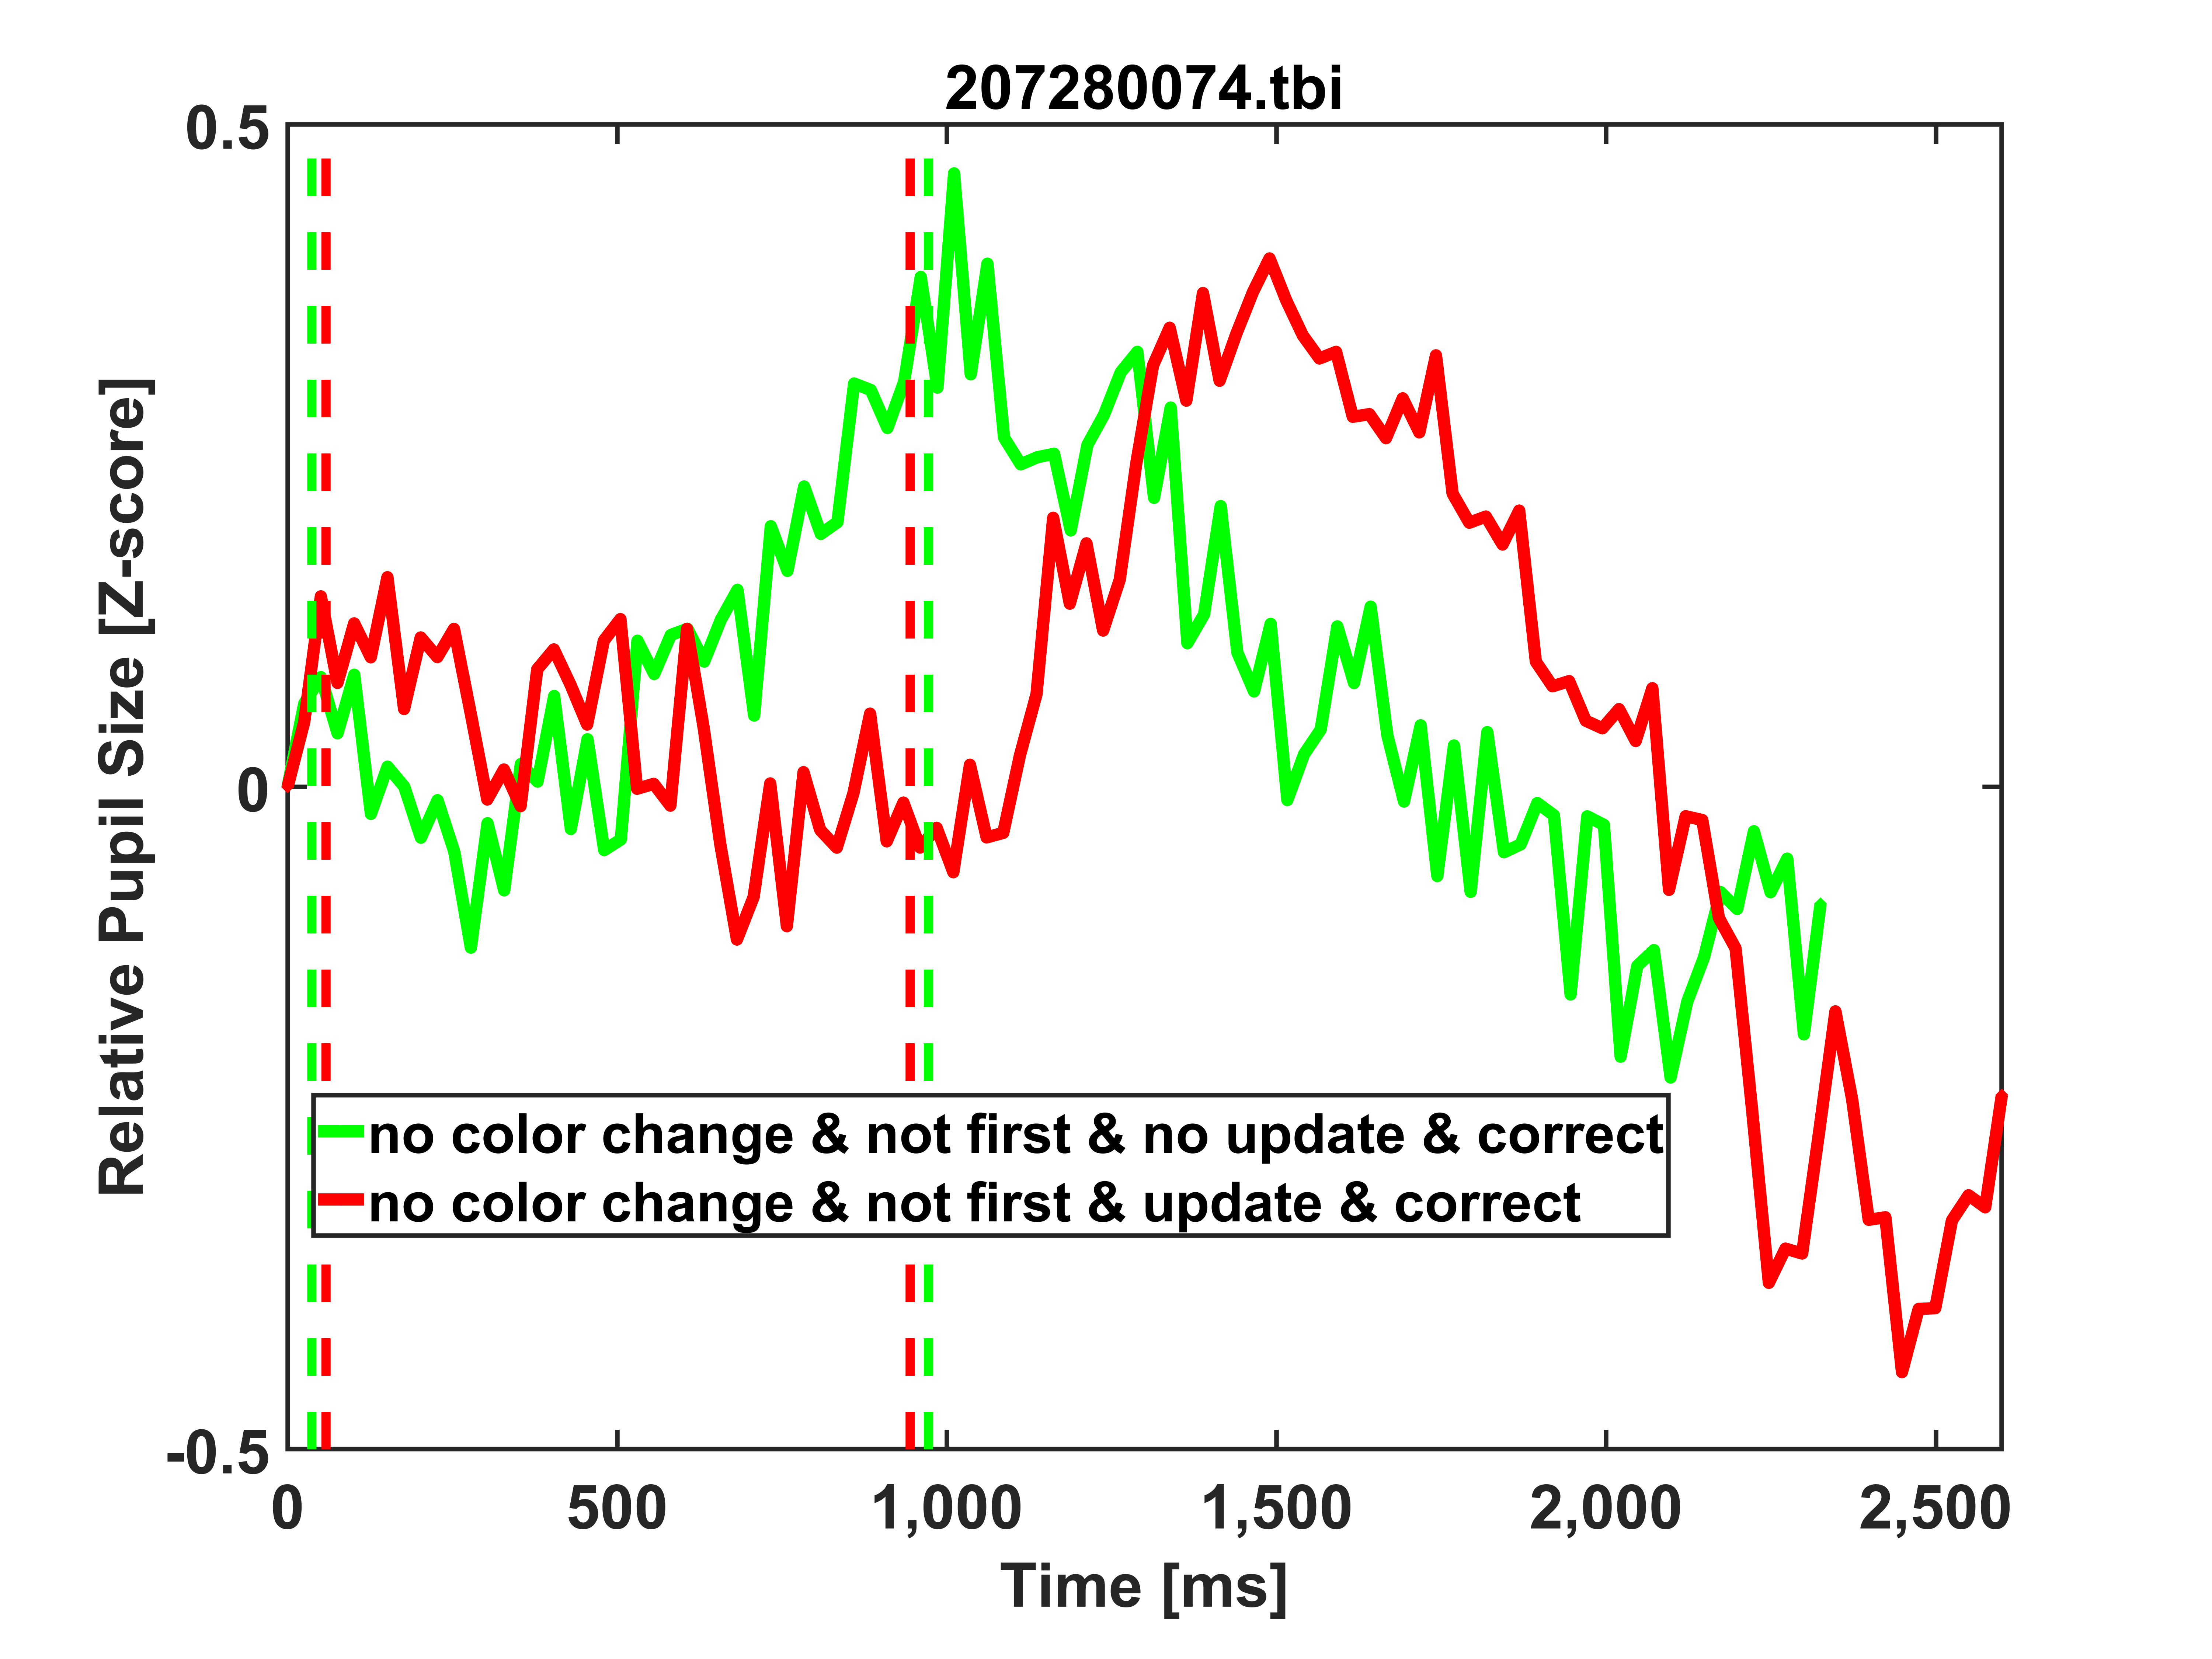 207280074.tbi
0.5
0
-0.5
Relative Pupil Size [Z-score]
no color change & not first & no update & correct
no color change & not first & update & correct
0 500 1,000 1,500 2,000 2,500
Time [ms]